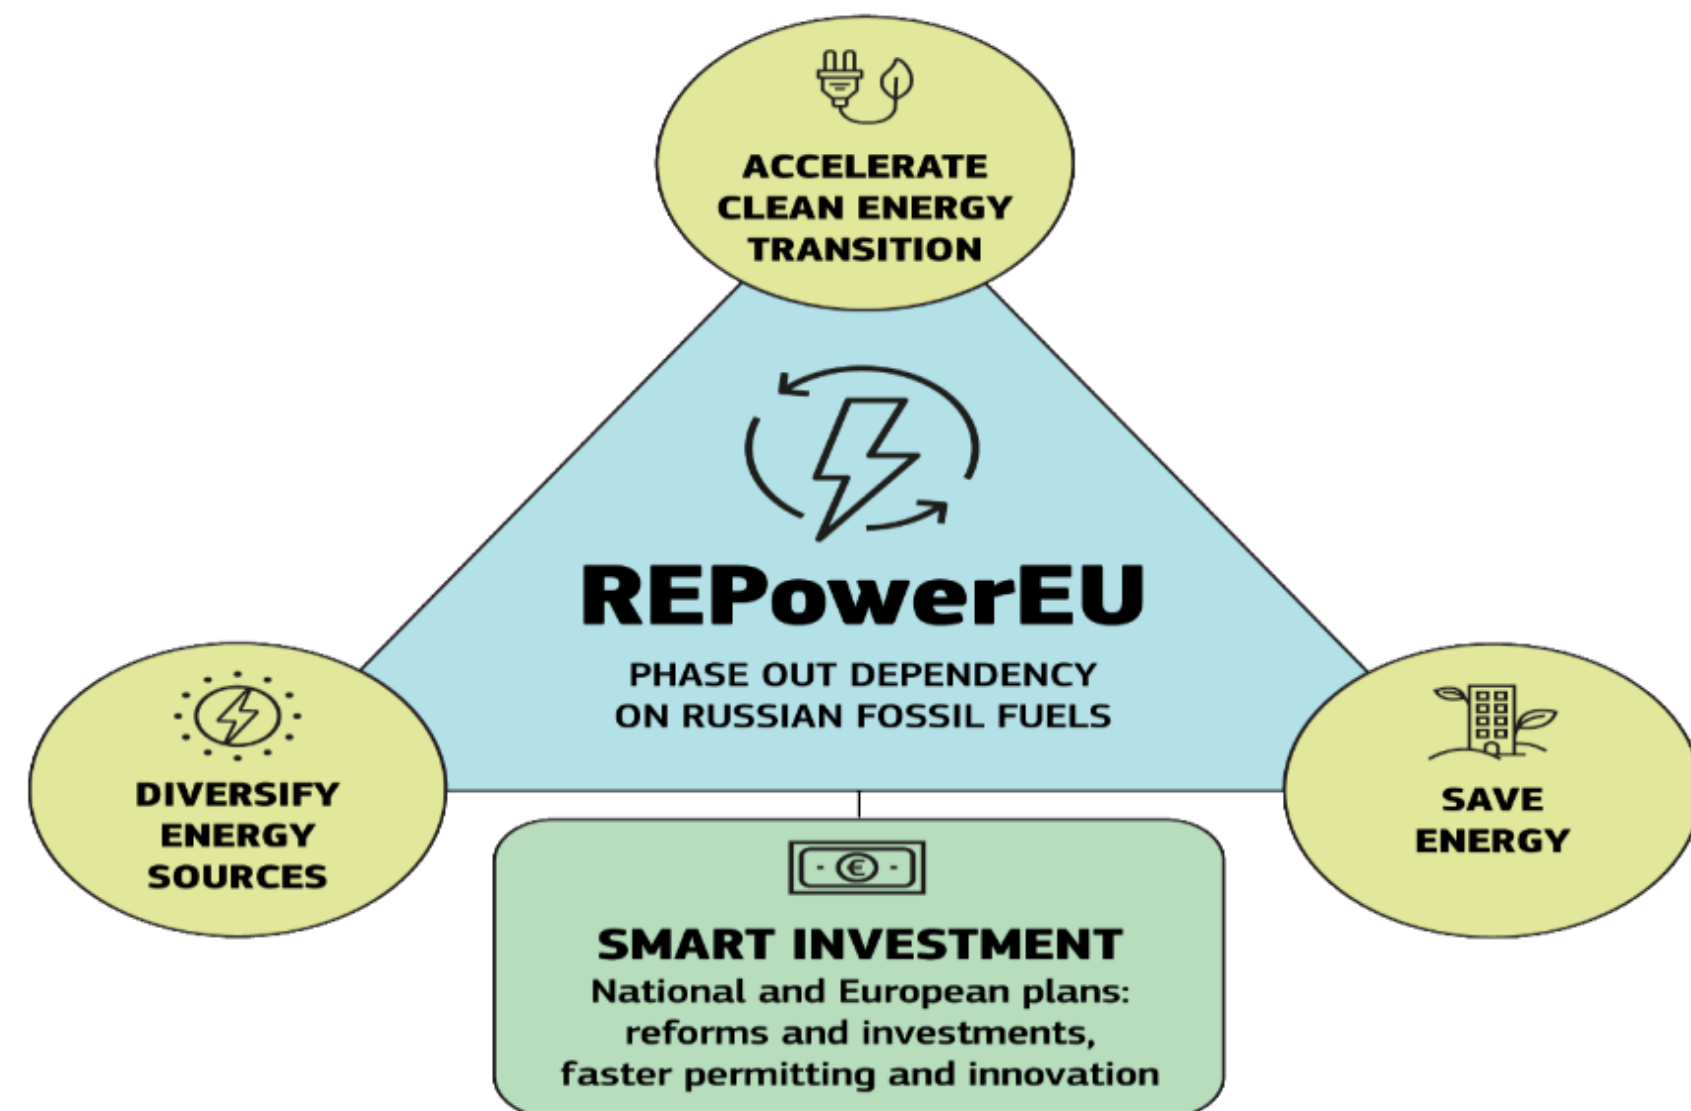 ACCELERATE
CLEAN ENERGY
TRANSITION
REPowerEU
PHASE OUT DEPENDENCY
ON RUSSIAN FOSSIL FUELS
DIVERSIFY
ENERGY
SOURCES
SAVE
ENERGY
€
SMART INVESTMENT
National and European plans:
reforms and investments,
faster permitting and innovation